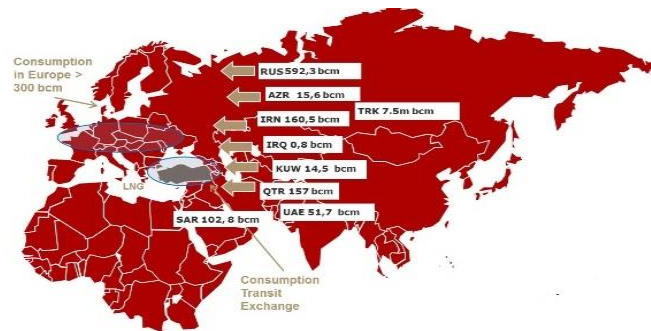 Consumption
in Europe >
300 bcm
RUS592,3 bcm
AZR 15,6 bcm
TRK 7.5m bcm
IRN 160,5 bcm
IRQ 0,8 bcm
KUW 14,5 bcm
LNG
QTR 157 bcm
UAE 51,7 bcm
SAR 102, 8 bcm
Consumption
Transit
Exchange